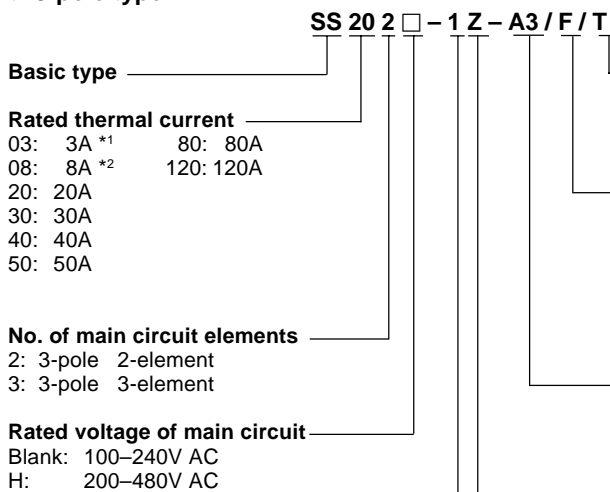 SS 20 2 □ – 1 Z – A3 / F / T
Basic type
Rated thermal current
03: 3A *1 80: 80A
08: 8A *2 120: 120A
20: 20A
30: 30A
40: 40A
50: 50A
No. of main circuit elements
2: 3-pole 2-element
3: 3-pole 3-element
Rated voltage of main circuit
Blank: 100–240V AC
H: 200–480V AC